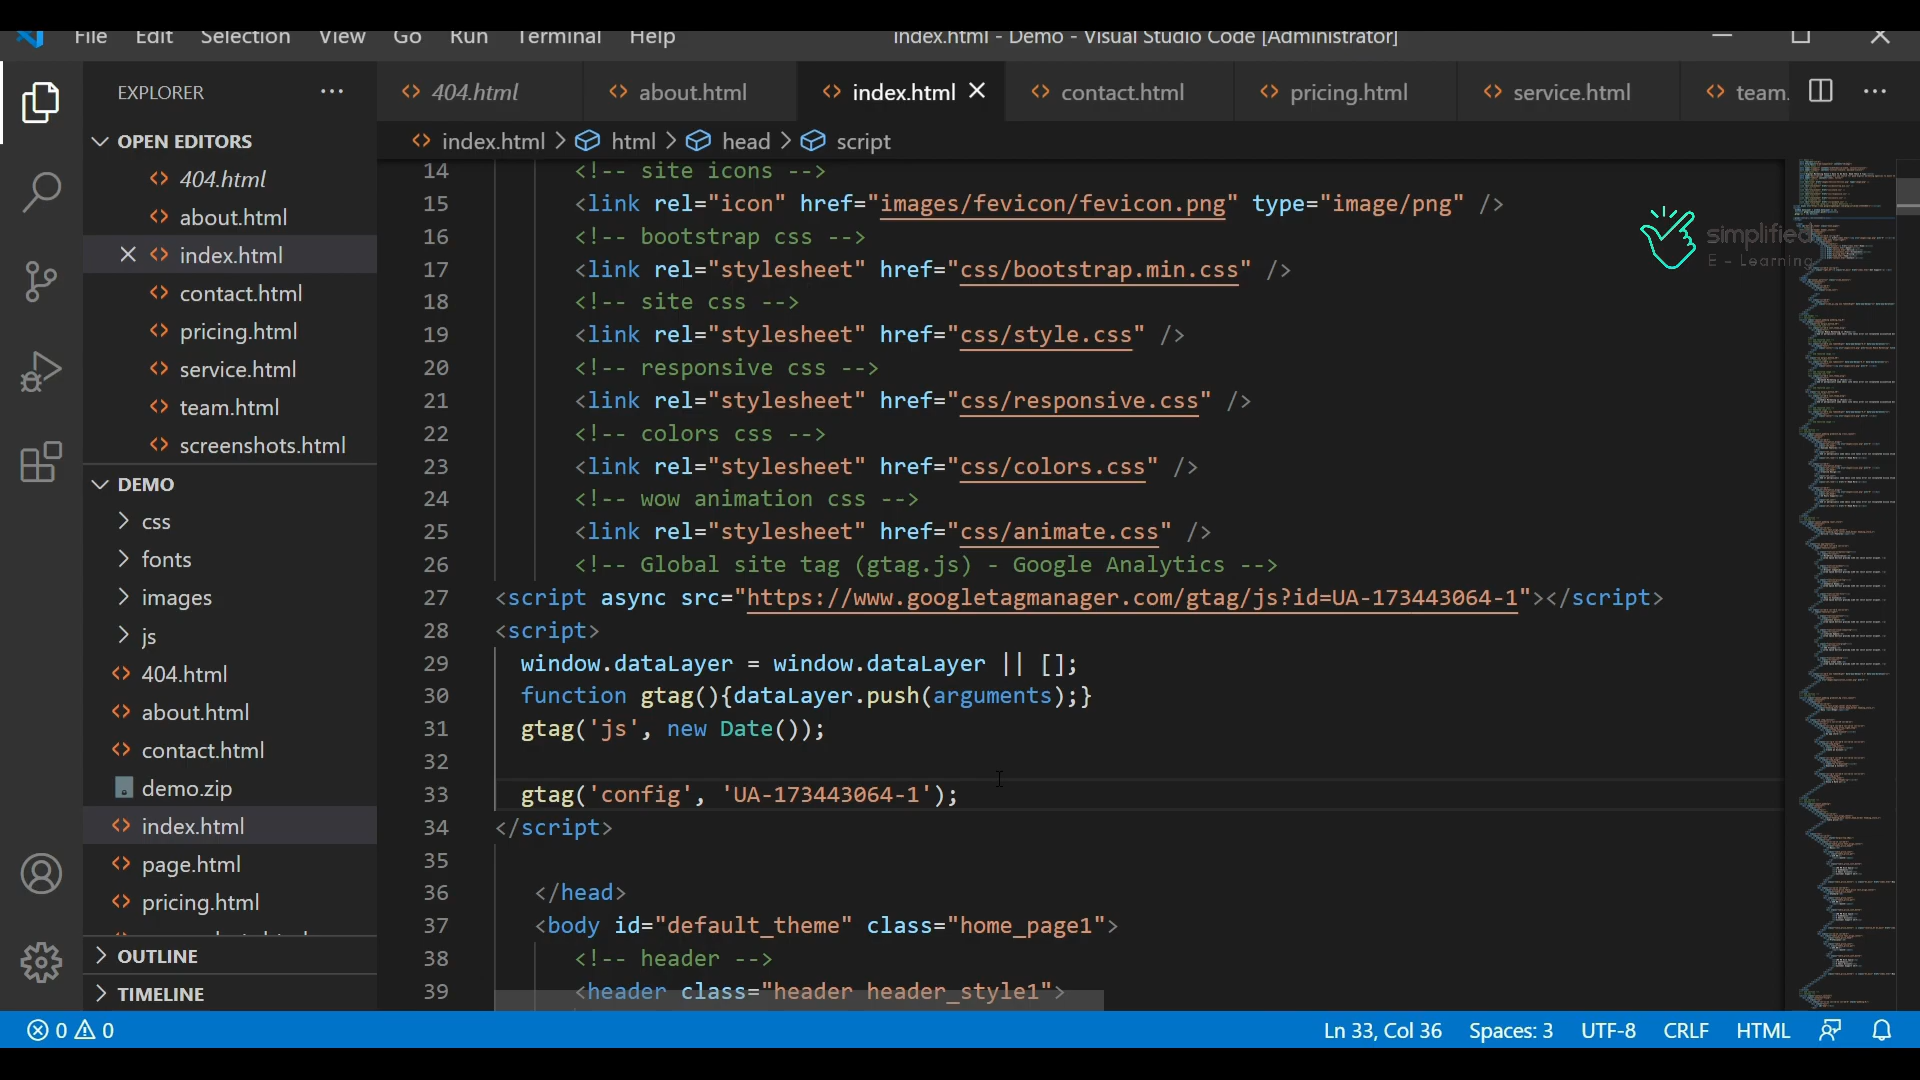 File Edit Selection View Go Run Terminal Help index.html - Demo - Visual Studio Code [Administrator]
EXPLORER
404.html about.html index.html contact.html pricing.html service.html team.
index.html > html > head > script
OPEN EDITORS
404.html
about.html
index.html
contact.html
pricing.html
service.html
team.html
screenshots.html
DEMO
css
fonts
images
js
404.html
about.html
contact.html
demo.zip
index.html
page.html
pricing.html
OUTLINE
TIMELINE
14 <!-- site icons -->
15 <link rel="icon" href="images/fevicon/fevicon.png" type="image/png" />
16 <!-- bootstrap css -->
17 <link rel="stylesheet" href="css/bootstrap.min.css" />
18 <!-- site css -->
19 <link rel="stylesheet" href="css/style.css" />
20 <!-- responsive css -->
21 <link rel="stylesheet" href="css/responsive.css" />
22 <!-- colors css -->
23 <link rel="stylesheet" href="css/colors.css" />
24 <!-- wow animation css -->
25 <link rel="stylesheet" href="css/animate.css" />
26 <!-- Global site tag (gtag.js) - Google Analytics -->
27 <script async src="https://www.googletagmanager.com/gtag/js?id=UA-173443064-1"></script>
28 <script>
29 window.dataLayer = window.dataLayer || [];
30 function gtag(){dataLayer.push(arguments);}
31 gtag('js', new Date());
32
33 gtag('config', 'UA-173443064-1');
34 </script>
35
36 </head>
37 <body id="default_theme" class="home_page1">
38 <!-- header -->
39 <header class="header header_style1">
simplified
E - Learning
0 0 Ln 33, Col 36 Spaces: 3 UTF-8 CRLF HTML